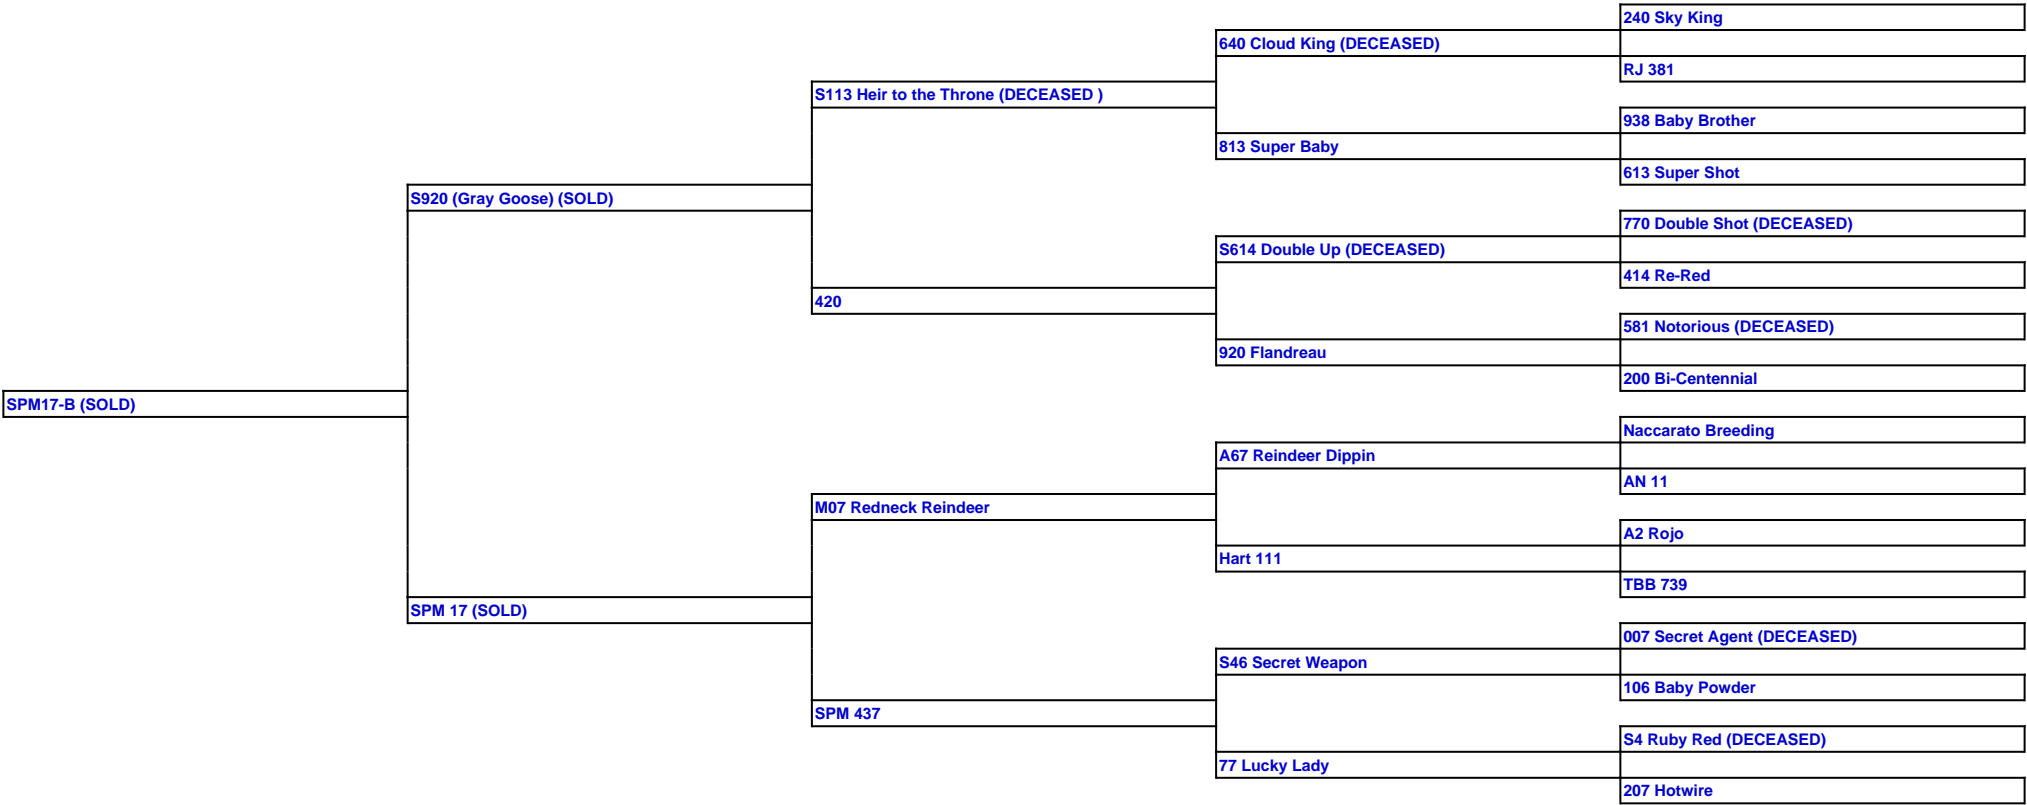 240 Sky King
640 Cloud King (DECEASED)
RJ 381
S113 Heir to the Throne (DECEASED )
938 Baby Brother
813 Super Baby
613 Super Shot
S920 (Gray Goose) (SOLD)
770 Double Shot (DECEASED)
S614 Double Up (DECEASED)
414 Re-Red
420
581 Notorious (DECEASED)
920 Flandreau
200 Bi-Centennial
SPM17-B (SOLD)
Naccarato Breeding
A67 Reindeer Dippin
AN 11
M07 Redneck Reindeer
A2 Rojo
Hart 111
TBB 739
SPM 17 (SOLD)
007 Secret Agent (DECEASED)
S46 Secret Weapon
106 Baby Powder
SPM 437
S4 Ruby Red (DECEASED)
77 Lucky Lady
207 Hotwire